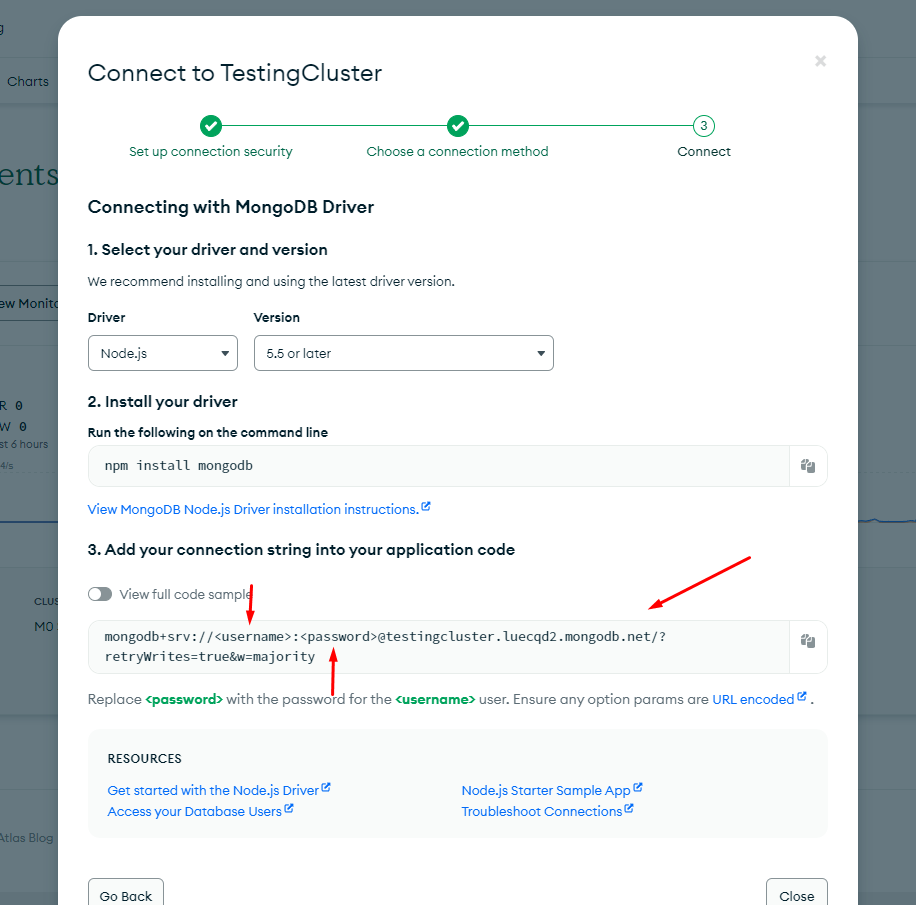 g
Charts
Connect to TestingCluster
×
3
Set up connection security
Choose a connection method
Connect
ents
Connecting with MongoDB Driver
1. Select your driver and version
We recommend installing and using the latest driver version.
ew Monito
Driver
Version
Node.js
5.5 or later
R 0
W 0
st 6 hours
4/s
2. Install your driver
Run the following on the command line
npm install mongodb
View MongoDB Node.js Driver installation instructions.
3. Add your connection string into your application code
CLUS
M0
View full code sample
mongodb+srv://<username>:<password>@testingcluster.luecqd2.mongodb.net/?
retryWrites=true&w=majority
Replace <password> with the password for the <username> user. Ensure any option params are URL encoded .
RESOURCES
Get started with the Node.js Driver
Node.js Starter Sample App
Access your Database Users
Troubleshoot Connections
Atlas Blog
Go Back
Close